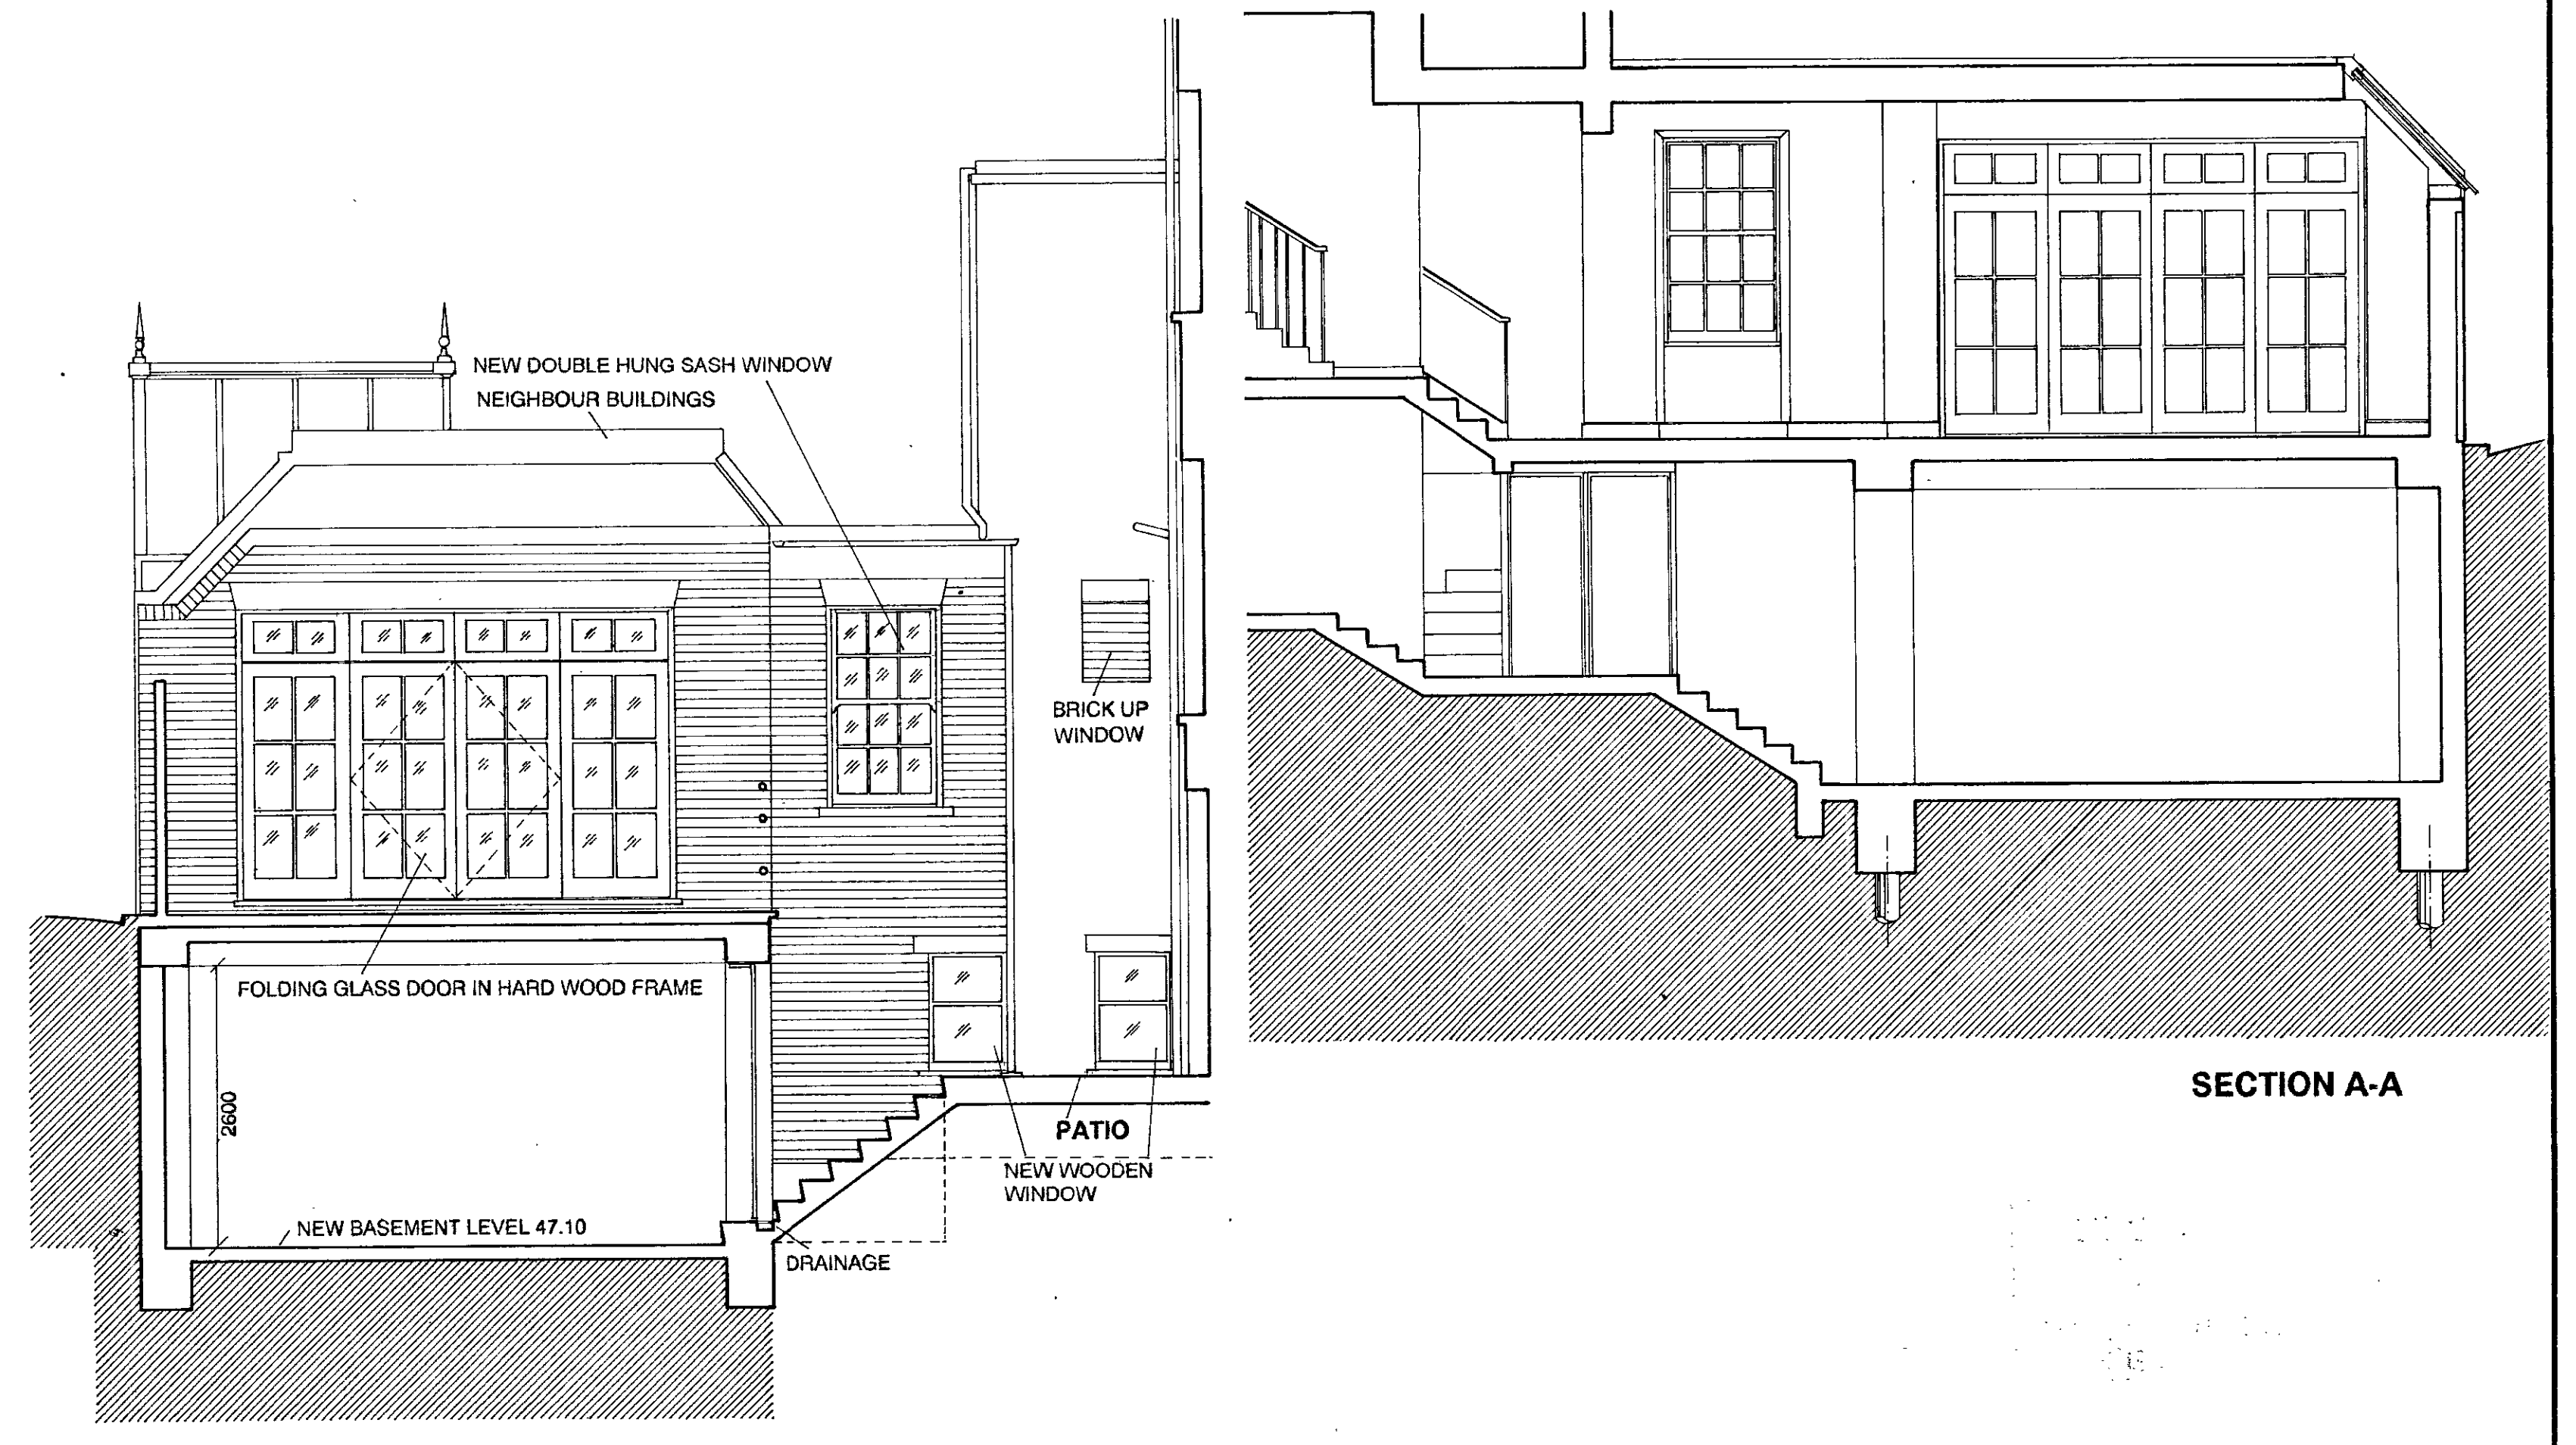 NEW DOUBLE HUNG SASH WINDOW
NEIGHBOUR BUILDINGS
BRICK UP
WINDOW
FOLDING GLASS DOOR IN HARD WOOD FRAME
2600
PATIO
NEW WOODEN
WINDOW
NEW BASEMENT LEVEL 47.10
DRAINAGE
SECTION A-A